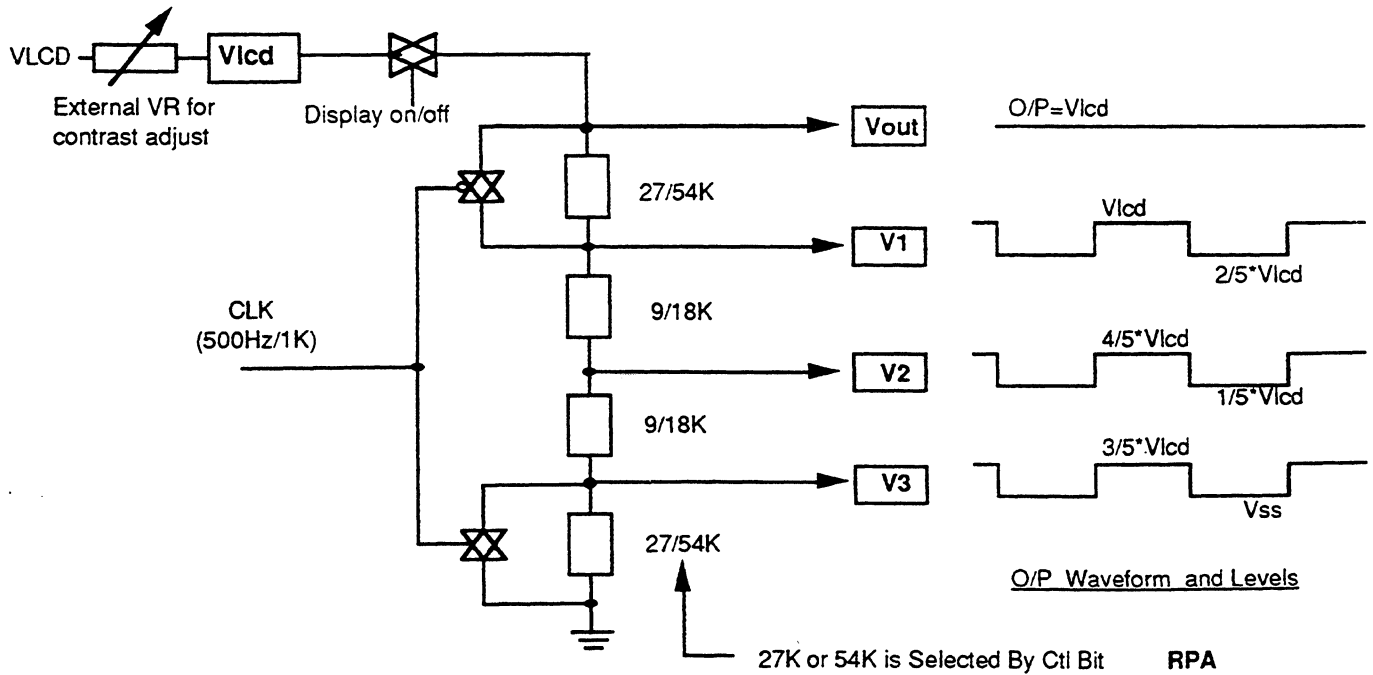 VLCD
Vlcd
External VR for
contrast adjust
Display on/off
Vout
O/P=Vlcd
27/54K
V1
Vlcd
2/5*Vlcd
CLK
(500Hz/1K)
9/18K
V2
4/5*Vlcd
1/5*Vlcd
9/18K
V3
3/5*Vlcd
Vss
27/54K
O/P Waveform and Levels
27K or 54K is Selected By Ctl Bit RPA